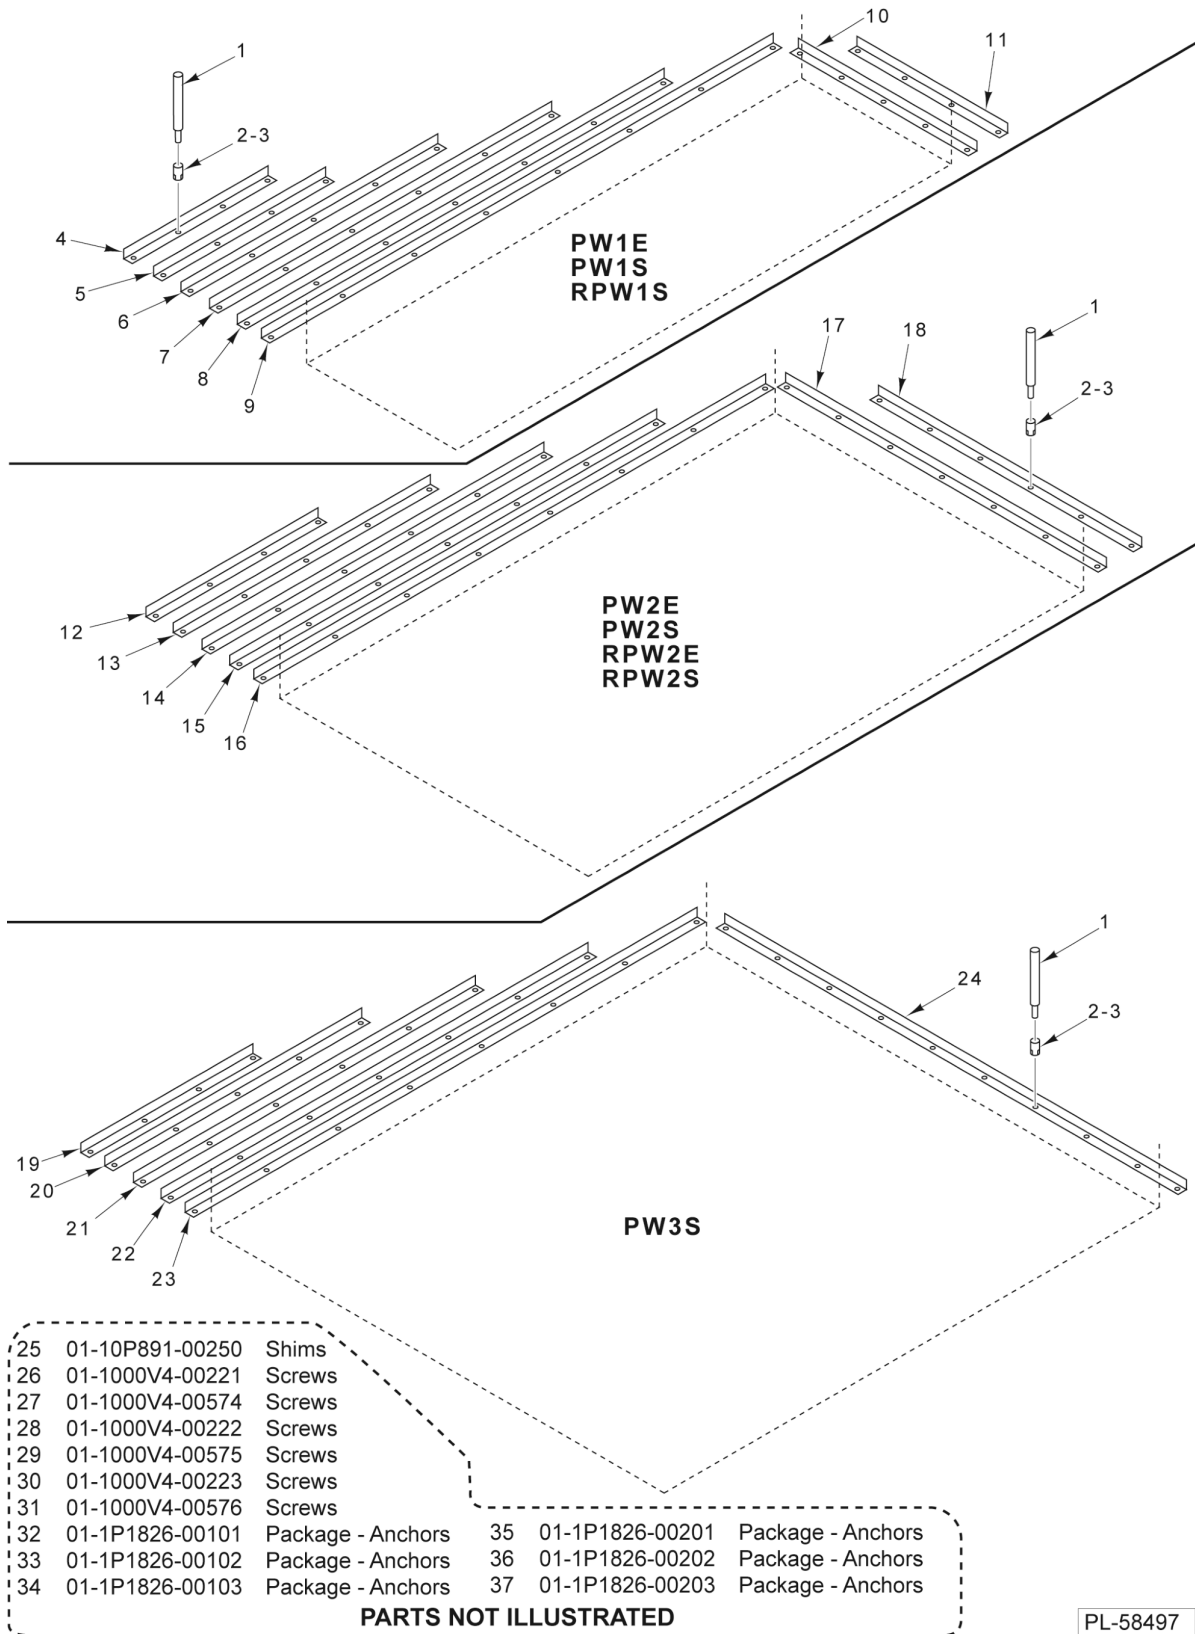 10
11
1
2-3
4
5
6
7
8
9
PW1E
PW1S
RPW1S
17
18
1
2-3
12
13
14
15
16
PW2E
PW2S
RPW2E
RPW2S
1
24
2-3
19
20
21
22
23
PW3S
25 01-10P891-00250 Shims
26 01-1000V4-00221 Screws
27 01-1000V4-00574 Screws
28 01-1000V4-00222 Screws
29 01-1000V4-00575 Screws
30 01-1000V4-00223 Screws
31 01-1000V4-00576 Screws
32 01-1P1826-00101 Package - Anchors
33 01-1P1826-00102 Package - Anchors
34 01-1P1826-00103 Package - Anchors
35 01-1P1826-00201 Package - Anchors
36 01-1P1826-00202 Package - Anchors
37 01-1P1826-00203 Package - Anchors
PARTS NOT ILLUSTRATED
PL-58497